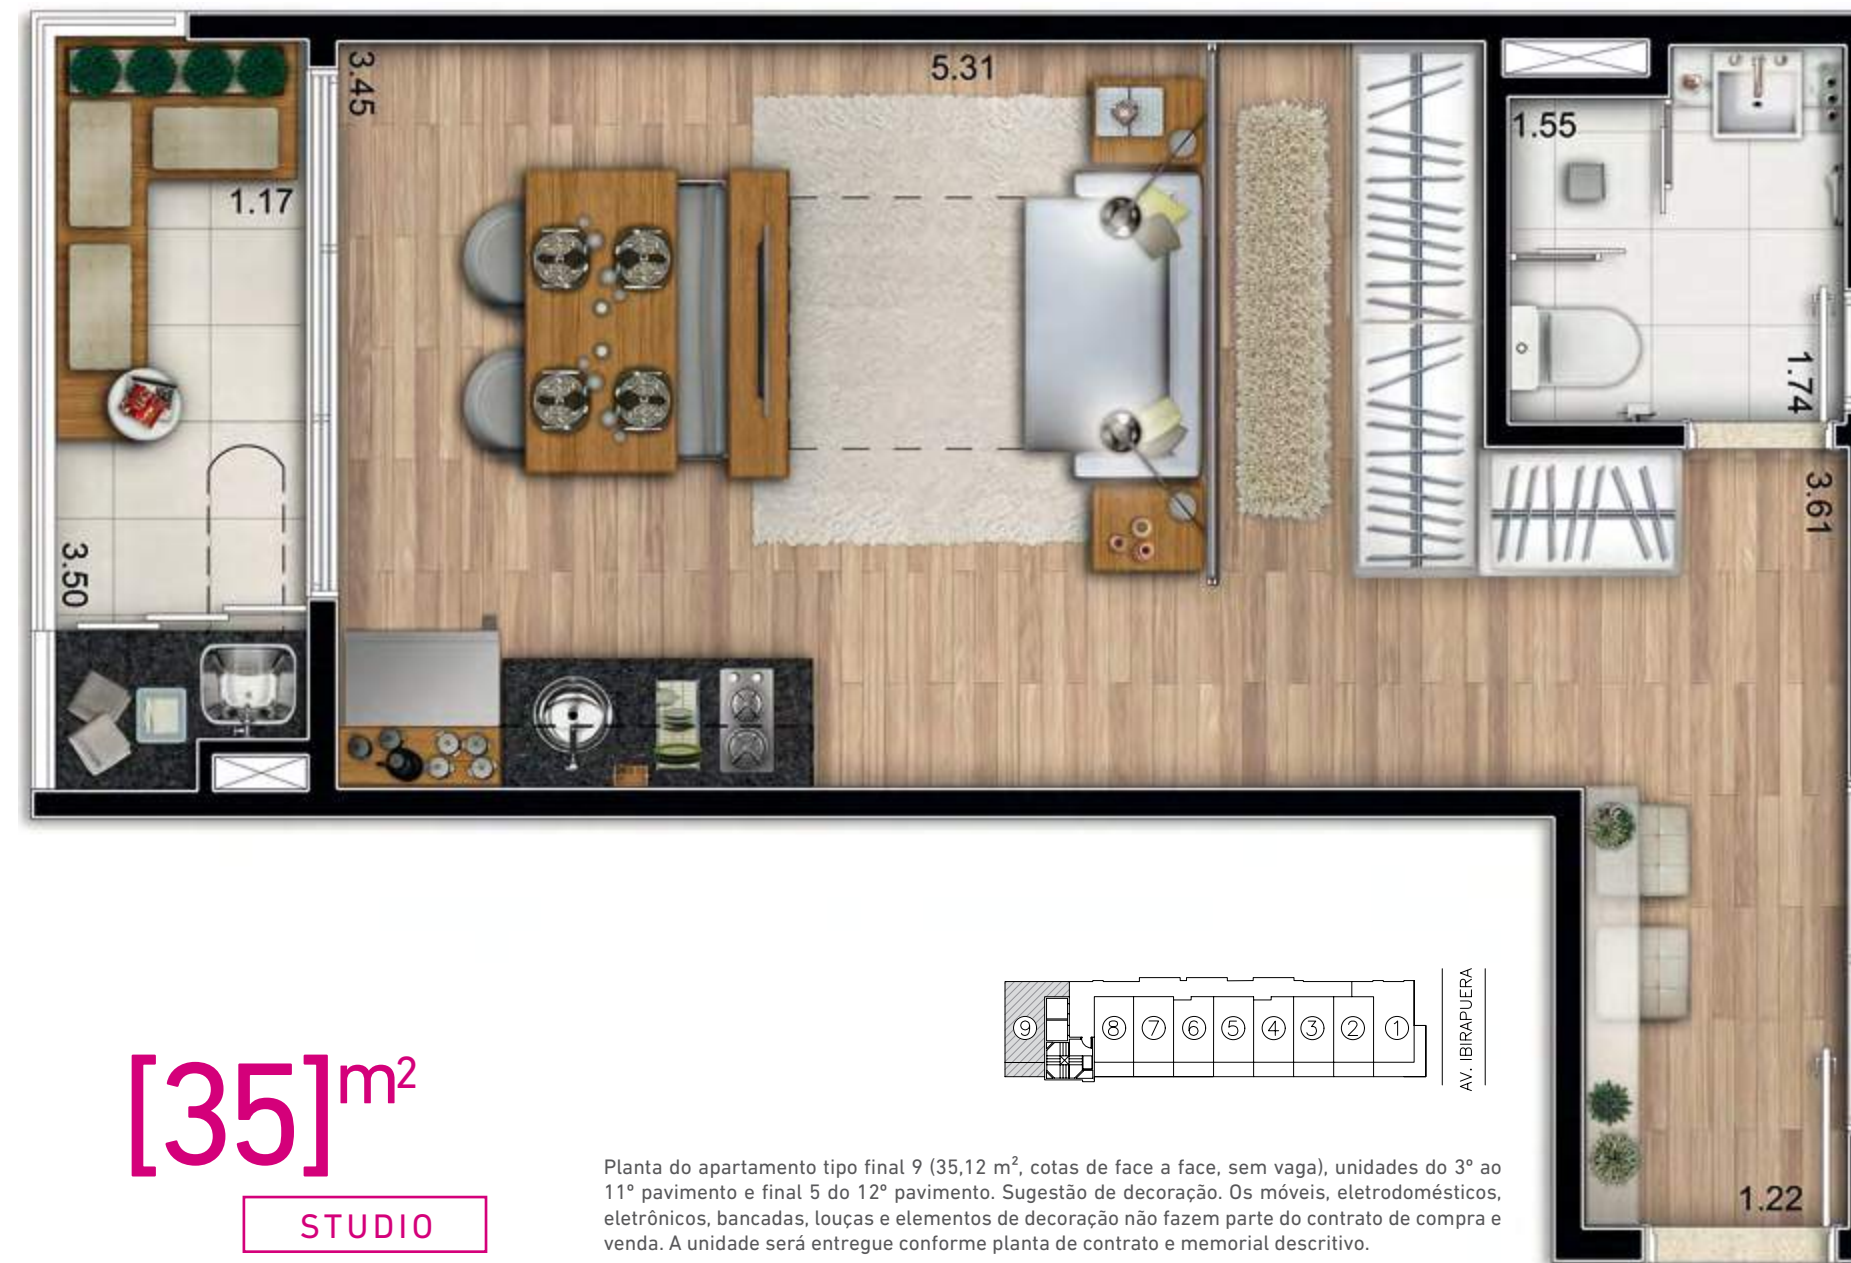 3.45
5.31
1.55
1.17
1.74
3.61
3.50
9
8
7
6
5
4
3
2
1
AV. IBIRAPUERA
[35]m²
STUDIO
Planta do apartamento tipo final 9 (35,12 m², cotas de face a face, sem vaga), unidades do 3º ao
11º pavimento e final 5 do 12º pavimento. Sugestão de decoração. Os móveis, eletrodomésticos,
eletrônicos, bancadas, louças e elementos de decoração não fazem parte do contrato de compra e
venda. A unidade será entregue conforme planta de contrato e memorial descritivo.
1.22